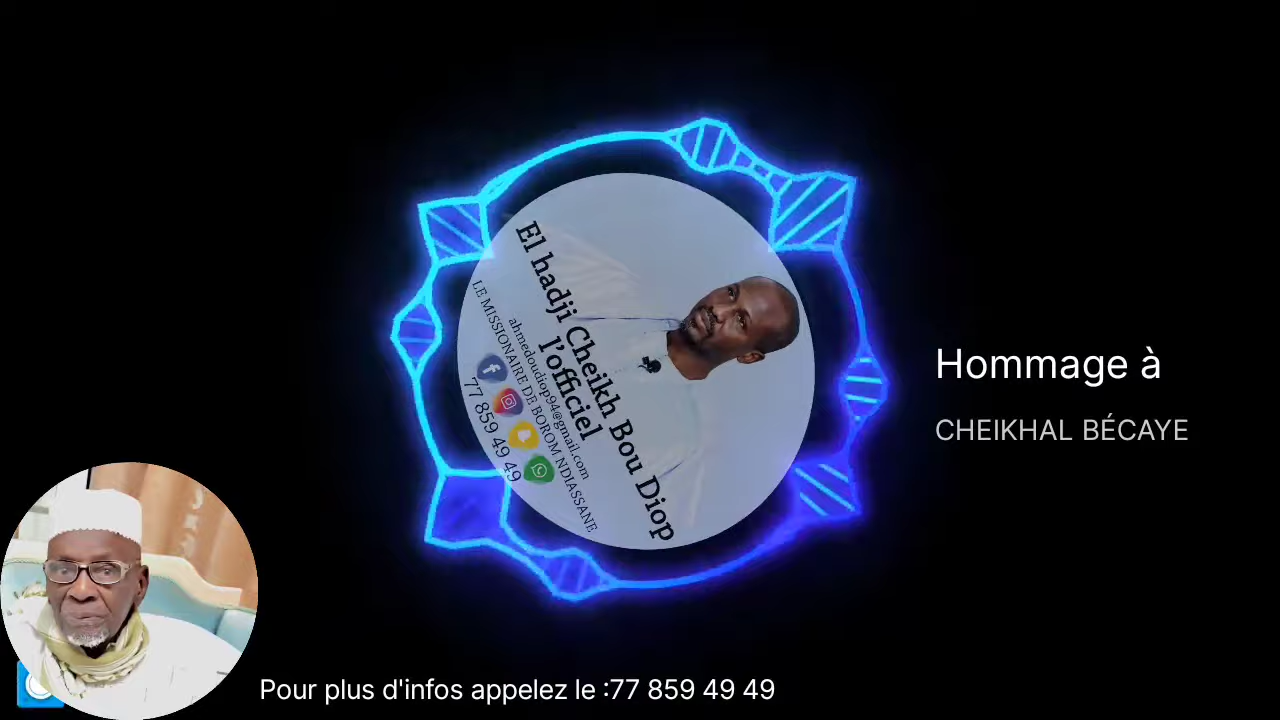 El hadji Cheikh Bou Diop
l'officiel
ahmedoudiop94@gmail.com
LE MISSIONAIRE DE BOROM NDIASSANE
77 859 49 49
Hommage à
CHEIKHAL BÉCAYE
Pour plus d'infos appelez le :77 859 49 49